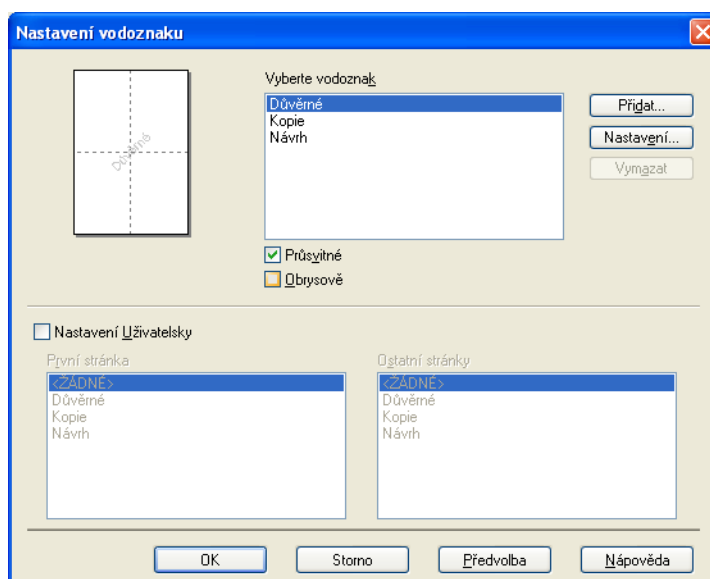 Nastavení vodoznaku
Vyberte vodoznak
Důvěrné
Kopie
Návrh
Přidat...
Nastavení...
Vymazat
Důvěrné
Průsvitné
Obrysově
Nastavení Uživatelsky
První stránka
<ŽÁDNÉ>
Důvěrné
Kopie
Návrh
Ostatní stránky
<ŽÁDNÉ>
Důvěrné
Kopie
Návrh
OK
Storno
Předvolba
Nápověda